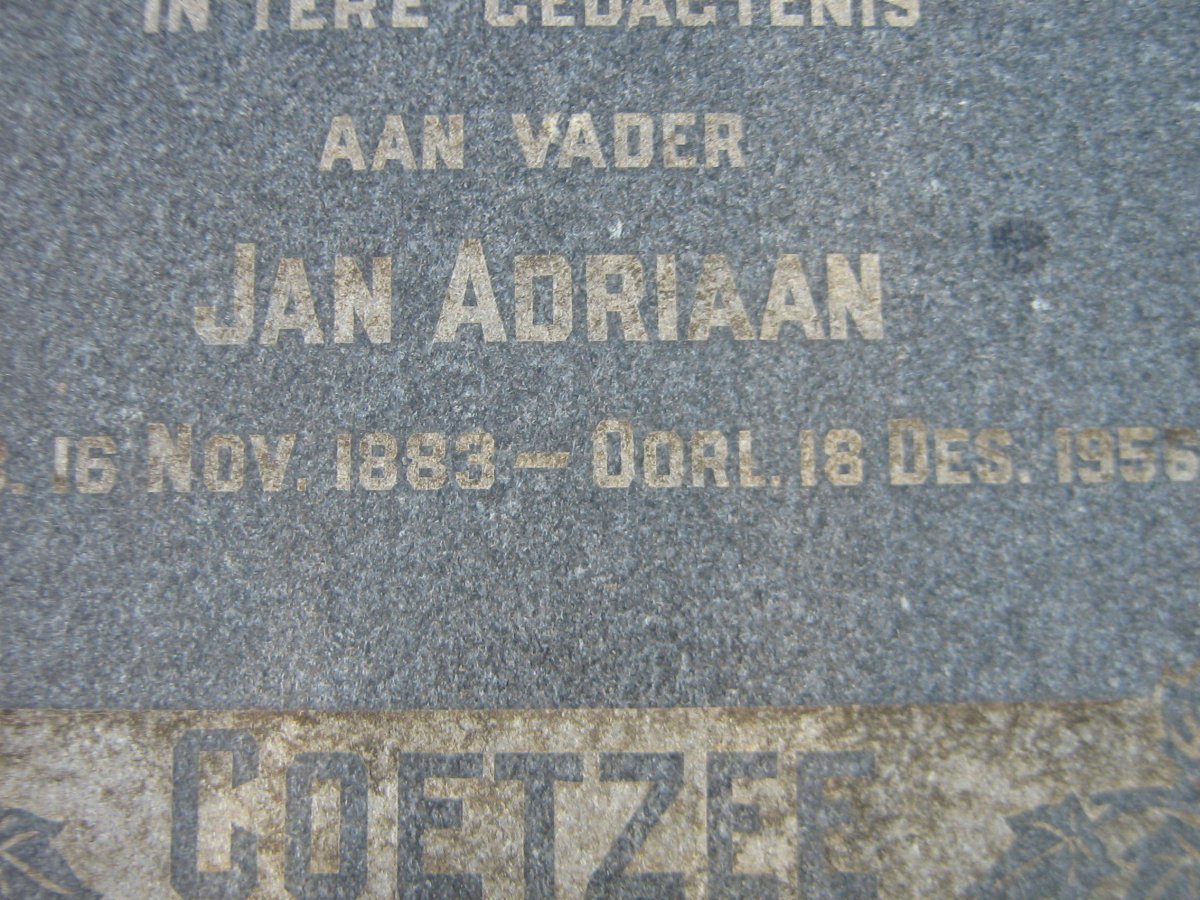 IN TERE GEDAGTENIS
AAN VADER
JAN ADRIAAN
16 NOV. 1883 — OORL. 18 DES. 1956
COETZEE